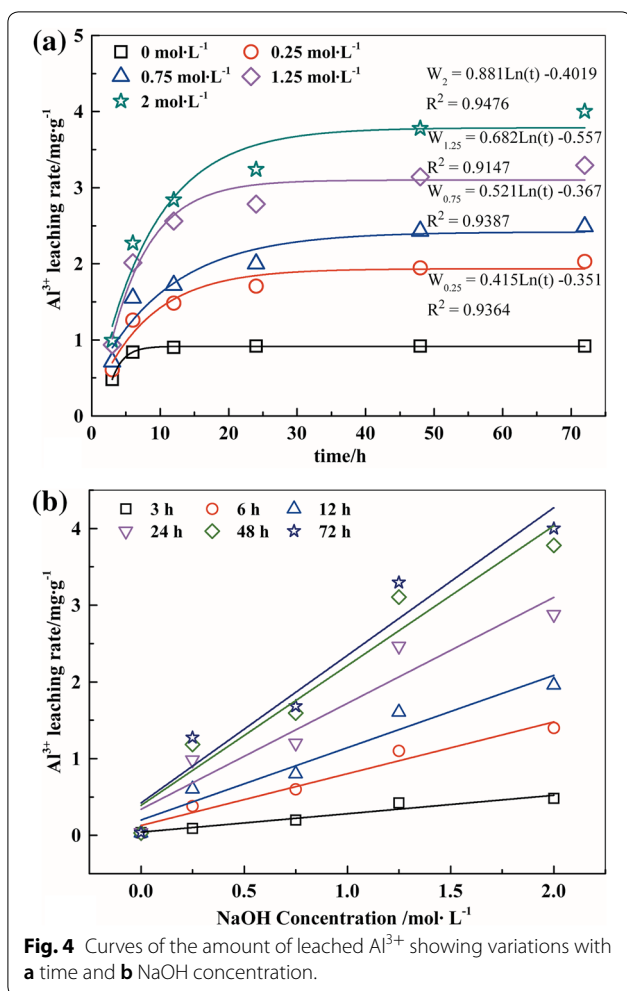 (a)
0 mol·L⁻¹ 0.25 mol·L⁻¹
0.75 mol·L⁻¹ 1.25 mol·L⁻¹
2 mol·L⁻¹
W₂ = 0.881Ln(t) -0.4019
R² = 0.9476
W₁.₂₅ = 0.682Ln(t) -0.557
R² = 0.9147
W₀.₇₅ = 0.521Ln(t) -0.367
R² = 0.9387
W₀.₂₅ = 0.415Ln(t) -0.351
R² = 0.9364
Al³⁺ leaching rate/mg·g⁻¹
5
4
3
2
1
0
0 10 20 30 40 50 60 70
time/h
(b)
3 h 6 h 12 h
24 h 48 h 72 h
Al³⁺ leaching rate/mg·g⁻¹
4
3
2
1
0
0.0 0.5 1.0 1.5 2.0
NaOH Concentration /mol· L⁻¹
Fig. 4 Curves of the amount of leached Al³⁺ showing variations with
a time and b NaOH concentration.